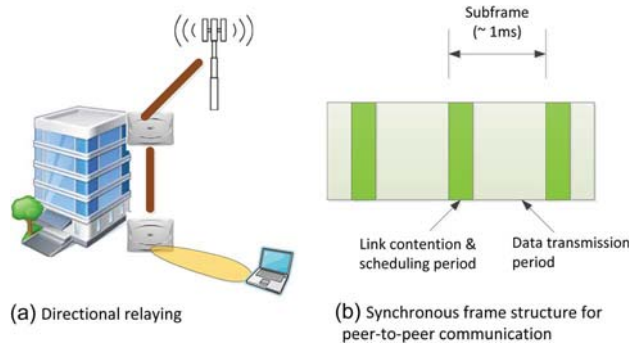 Subframe
(~ 1ms)
Link contention &
scheduling period
Data transmission
period
(a) Directional relaying
(b) Synchronous frame structure for
peer-to-peer communication